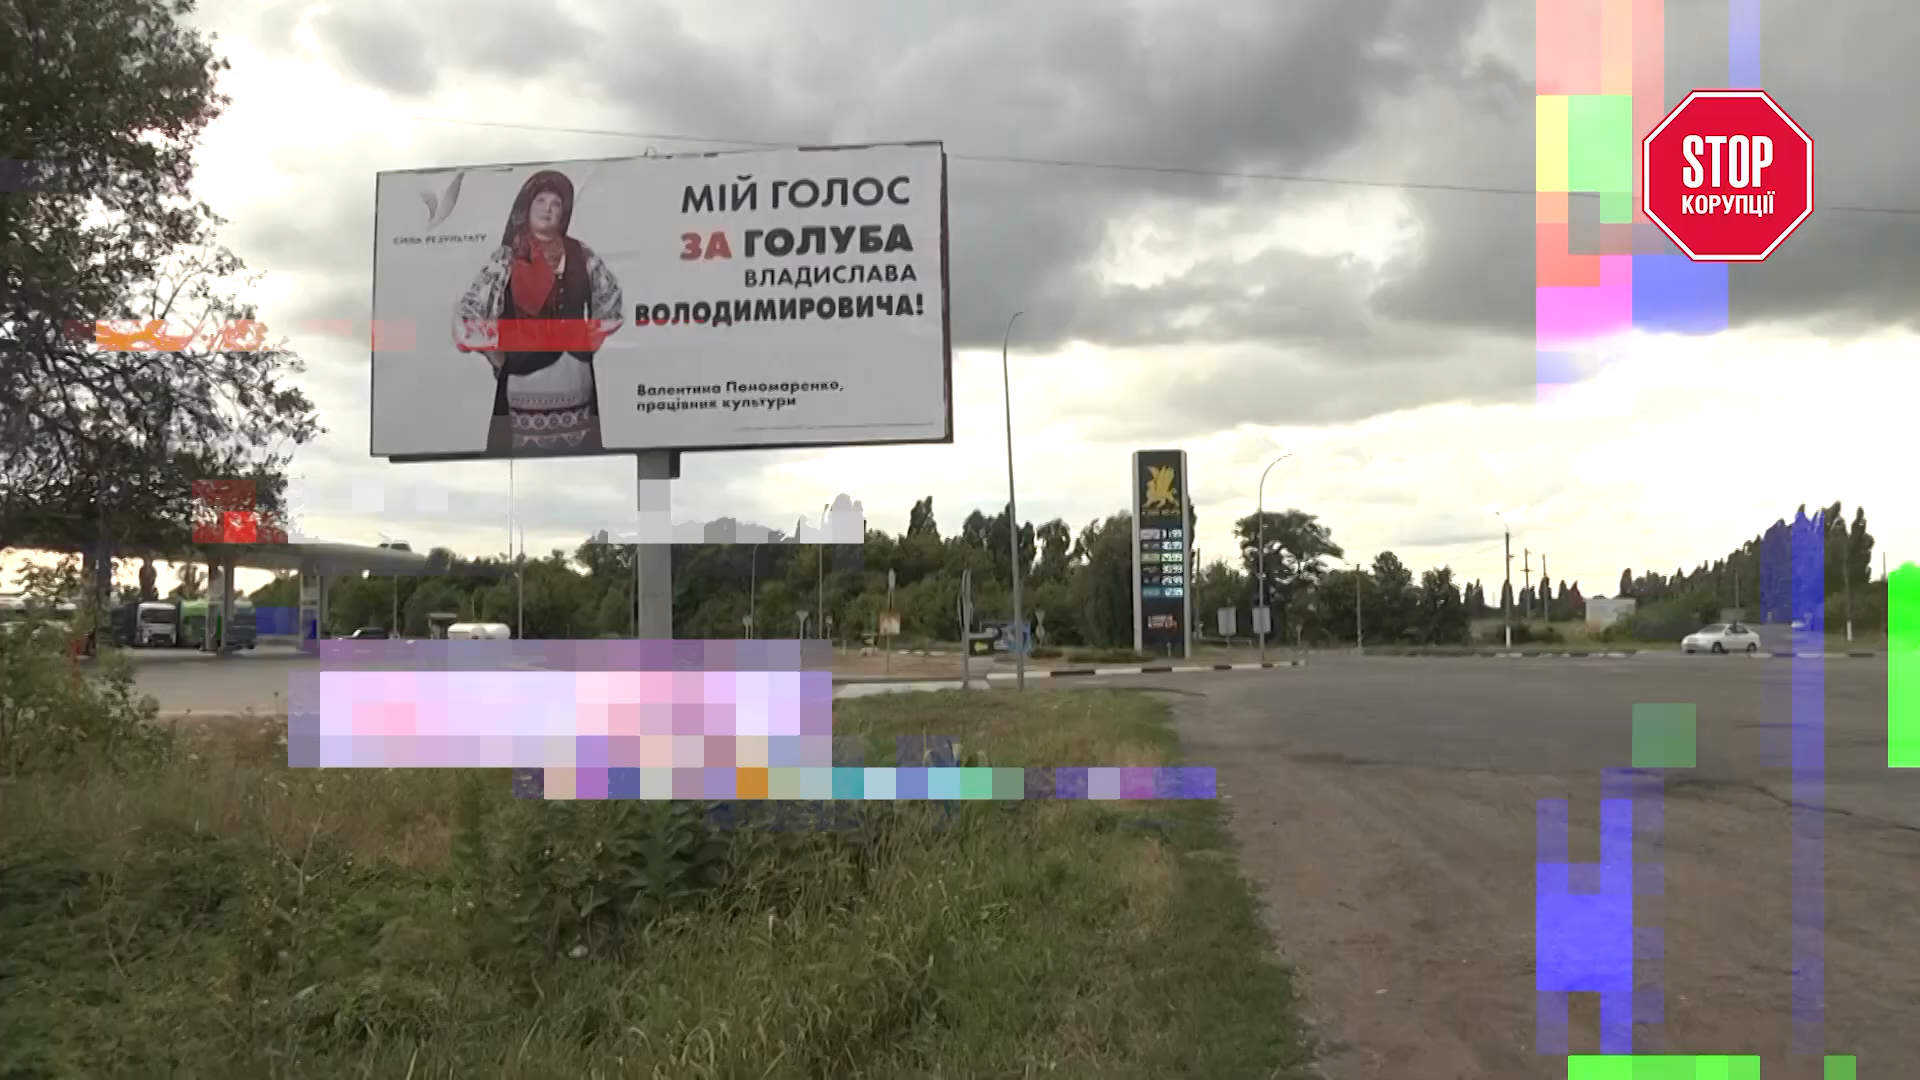 МІЙ ГОЛОС
ЗА ГОЛУБА
ВЛАДИСЛАВА
ВОЛОДИМИРОВИЧА!
Валентина Пономаренко,
працівник культури
STOP
КОРУПЦІЇ